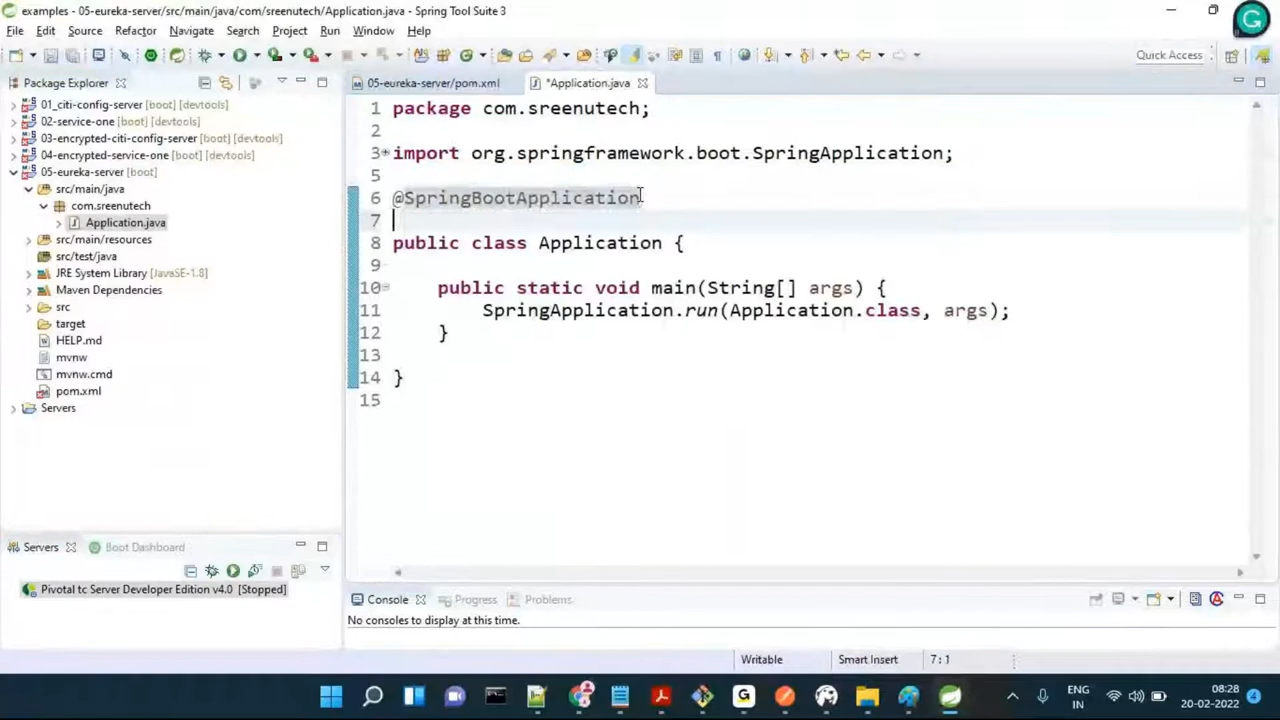 examples - 05-eureka-server/src/main/java/com/sreenutech/Application.java - Spring Tool Suite 3
File Edit Source Refactor Navigate Search Project Run Window Help
Quick Access
Package Explorer
01_citi-config-server [boot] [devtools]
02-service-one [boot] [devtools]
03-encrypted-citi-config-server [boot] [devtools]
04-encrypted-service-one [boot] [devtools]
05-eureka-server [boot]
src/main/java
com.sreenutech
Application.java
src/main/resources
src/test/java
JRE System Library [JavaSE-1.8]
Maven Dependencies
src
target
HELP.md
mvnw
mvnw.cmd
pom.xml
Servers
05-eureka-server/pom.xml *Application.java
1 package com.sreenutech;
2
3 import org.springframework.boot.SpringApplication;
5
6 @SpringBootApplication
7
8 public class Application {
9
10 public static void main(String[] args) {
11 SpringApplication.run(Application.class, args);
12 }
13
14 }
15
Servers Boot Dashboard
Pivotal tc Server Developer Edition v4.0 [Stopped]
Console Progress Problems
No consoles to display at this time.
Writable Smart Insert 7 : 1
ENG
IN
08:28
20-02-2022